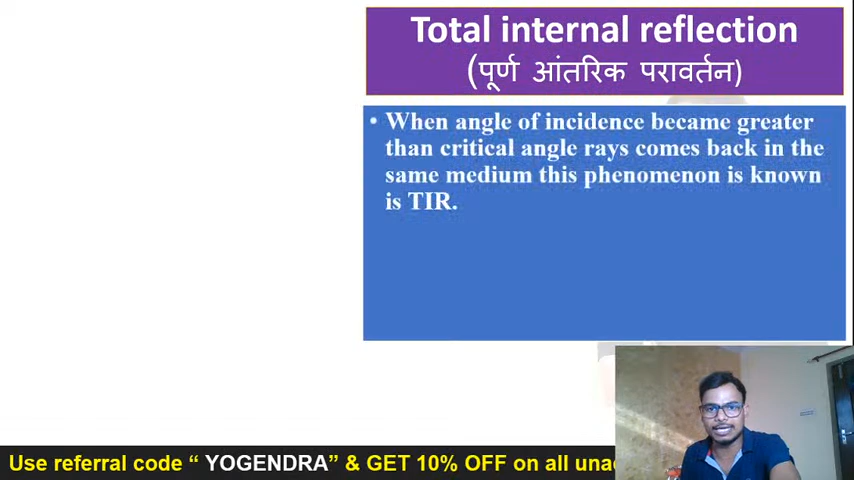 Total internal reflection
(पूर्ण आंतरिक परावर्तन)
• When angle of incidence became greater
than critical angle rays comes back in the
same medium this phenomenon is known
is TIR.
Use referral code “ YOGENDRA” & GET 10% OFF on all